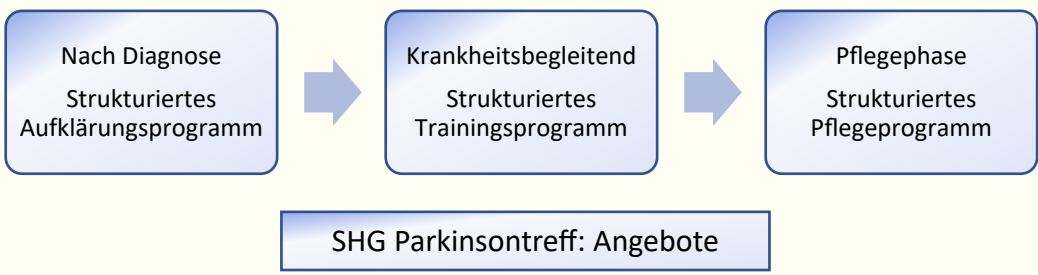 Nach Diagnose
Strukturiertes
Aufklärungsprogramm
Krankheitsbegleitend
Strukturiertes
Trainingsprogramm
Pflegephase
Strukturiertes
Pflegeprogramm
SHG Parkinsontreff: Angebote